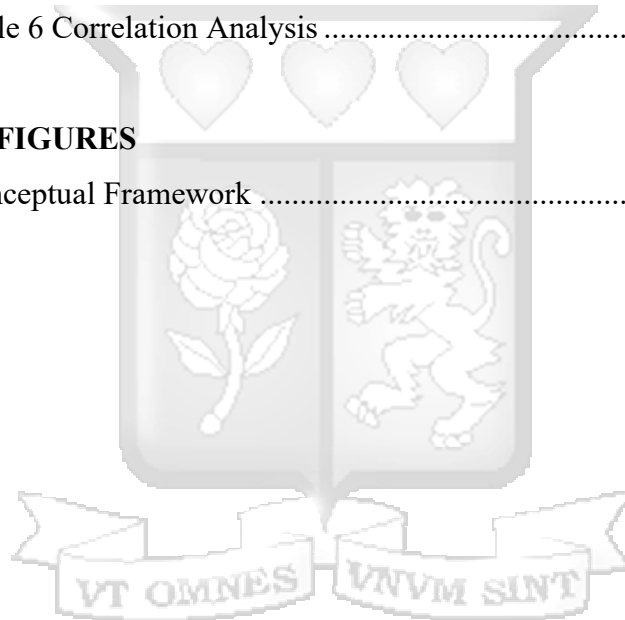 le 6 Correlation Analysis ......................................
FIGURES
nceptual Framework ..............................................
VT OMNES VNVM SINT